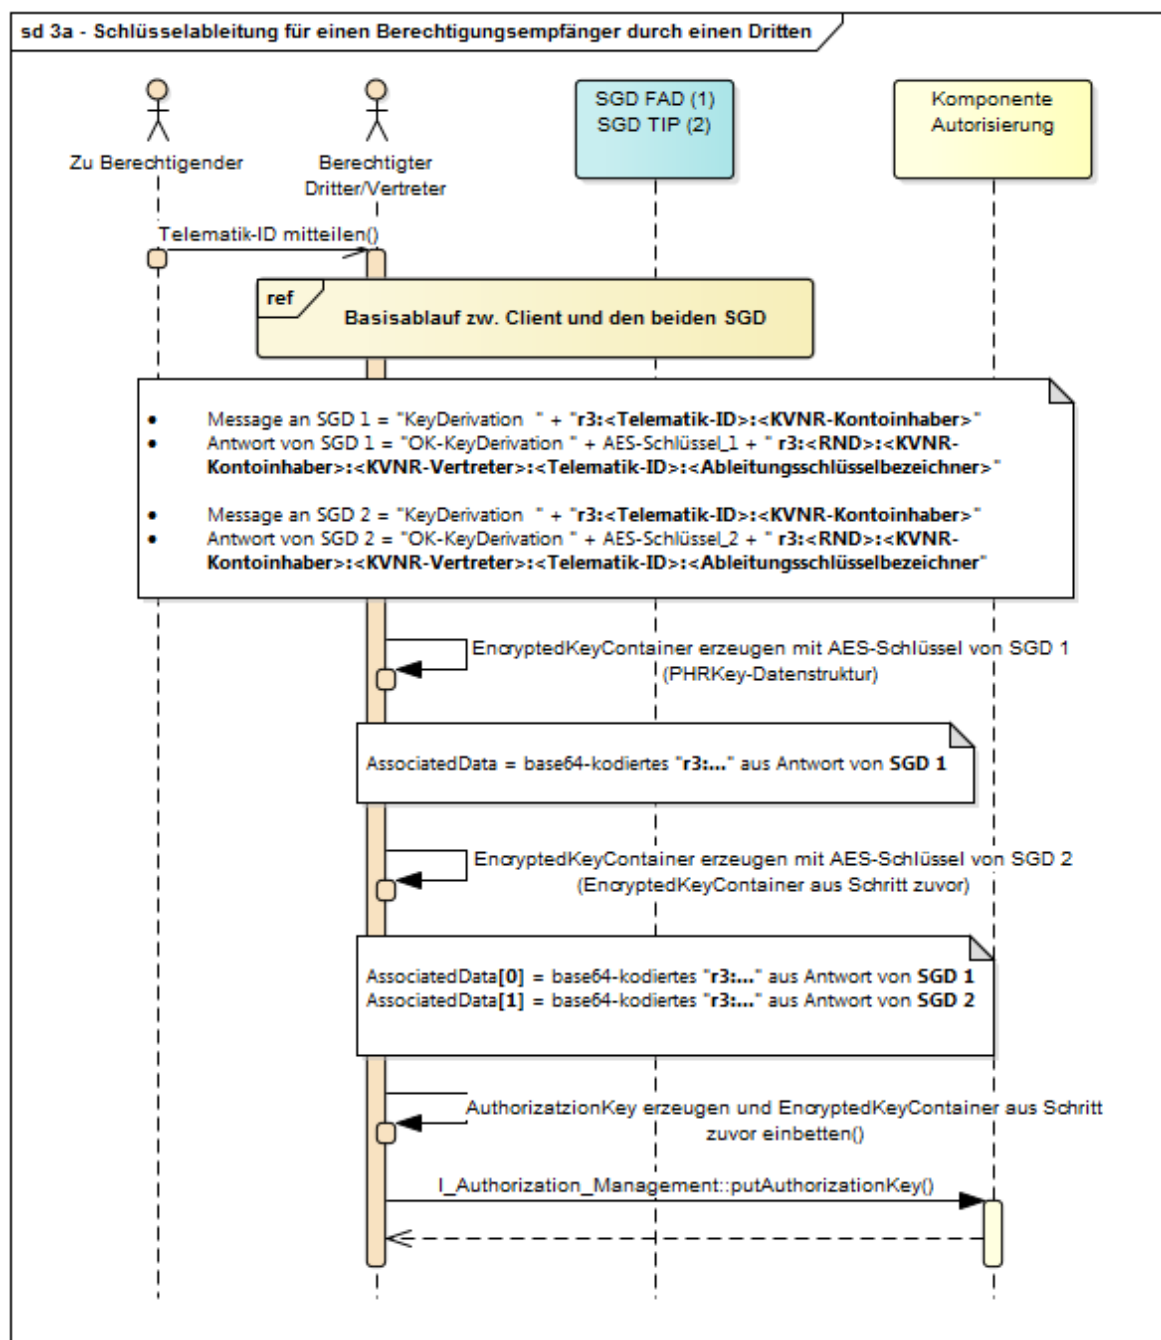 sd 3a - Schlüsselableitung für einen Berechtigungsempfänger durch einen Dritten
Zu Berechtigender
Berechtigter
Dritter/Vertreter
SGD FAD (1)
SGD TIP (2)
Komponente
Autorisierung
Telematik-ID mitteilen()
ref
Basisablauf zw. Client und den beiden SGD
• Message an SGD 1 = "KeyDerivation  " + "r3:<Telematik-ID>:<KVNR-Kontoinhaber>"
• Antwort von SGD 1 = "OK-KeyDerivation " + AES-Schlüssel_1 + " r3:<RND>:<KVNR-
Kontoinhaber>:<KVNR-Vertreter>:<Telematik-ID>:<Ableitungsschlüsselbezeichner>"
• Message an SGD 2 = "KeyDerivation  " + "r3:<Telematik-ID>:<KVNR-Kontoinhaber>"
• Antwort von SGD 2 = "OK-KeyDerivation " + AES-Schlüssel_2 + " r3:<RND>:<KVNR-
Kontoinhaber>:<KVNR-Vertreter>:<Telematik-ID>:<Ableitungsschlüsselbezeichner"
EncryptedKeyContainer erzeugen mit AES-Schlüssel von SGD 1
(PHRKey-Datenstruktur)
AssociatedData = base64-kodiertes "r3:..." aus Antwort von SGD 1
EncryptedKeyContainer erzeugen mit AES-Schlüssel von SGD 2
(EncryptedKeyContainer aus Schritt zuvor)
AssociatedData[0] = base64-kodiertes "r3:..." aus Antwort von SGD 1
AssociatedData[1] = base64-kodiertes "r3:..." aus Antwort von SGD 2
AuthorizatzionKey erzeugen und EncryptedKeyContainer aus Schritt
zuvor einbetten()
I_Authorization_Management::putAuthorizationKey()